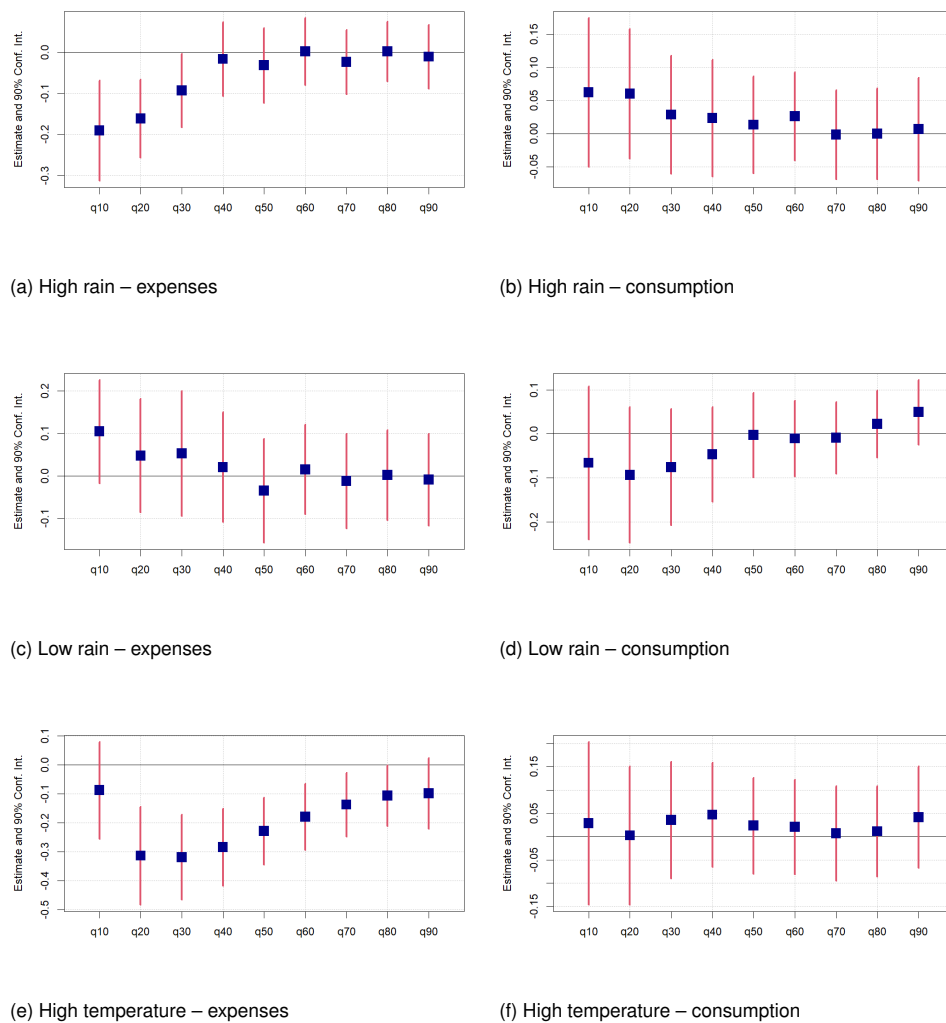 Estimate and 90% Conf. Int.
0.0
-0.1
-0.2
-0.3
q10 q20 q30 q40 q50 q60 q70 q80 q90
(a) High rain – expenses
Estimate and 90% Conf. Int.
0.15
0.10
0.05
0.00
-0.05
q10 q20 q30 q40 q50 q60 q70 q80 q90
(b) High rain – consumption
Estimate and 90% Conf. Int.
0.2
0.1
0.0
-0.1
q10 q20 q30 q40 q50 q60 q70 q80 q90
(c) Low rain – expenses
Estimate and 90% Conf. Int.
0.1
0.0
-0.1
-0.2
q10 q20 q30 q40 q50 q60 q70 q80 q90
(d) Low rain – consumption
Estimate and 90% Conf. Int.
0.1
0.0
-0.1
-0.2
-0.3
-0.4
-0.5
q10 q20 q30 q40 q50 q60 q70 q80 q90
(e) High temperature – expenses
Estimate and 90% Conf. Int.
0.15
0.05
-0.05
-0.15
q10 q20 q30 q40 q50 q60 q70 q80 q90
(f) High temperature – consumption